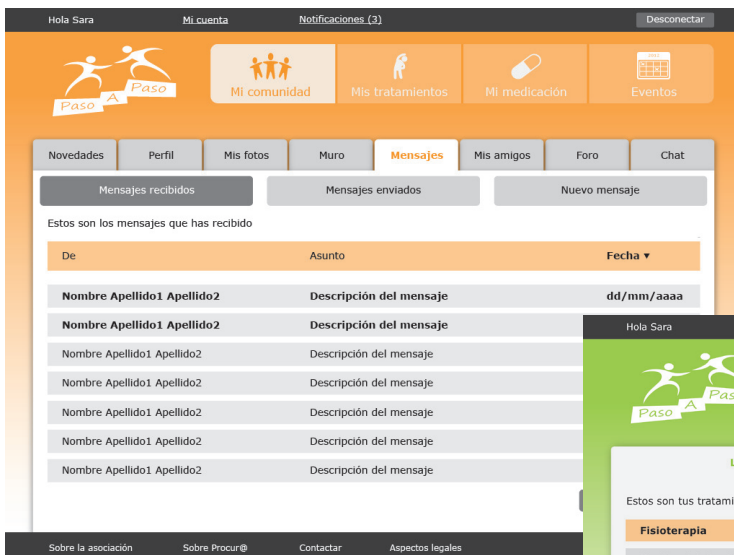 Hola Sara Mi cuenta Notificaciones (3) Desconectar
Paso A Paso
Mi comunidad Mis tratamientos Mi medicación Eventos
Novedades Perfil Mis fotos Muro Mensajes Mis amigos Foro Chat
Mensajes recibidos Mensajes enviados Nuevo mensaje
Estos son los mensajes que has recibido
De Asunto Fecha ▼
Nombre Apellido1 Apellido2 Descripción del mensaje dd/mm/aaaa
Nombre Apellido1 Apellido2 Descripción del mensaje
Nombre Apellido1 Apellido2 Descripción del mensaje
Nombre Apellido1 Apellido2 Descripción del mensaje
Nombre Apellido1 Apellido2 Descripción del mensaje
Nombre Apellido1 Apellido2 Descripción del mensaje
Nombre Apellido1 Apellido2 Descripción del mensaje
Sobre la asociación Sobre Procur@ Contactar Aspectos legales
Hola Sara
Paso A Pas
L
Estos son tus tratami
Fisioterapia